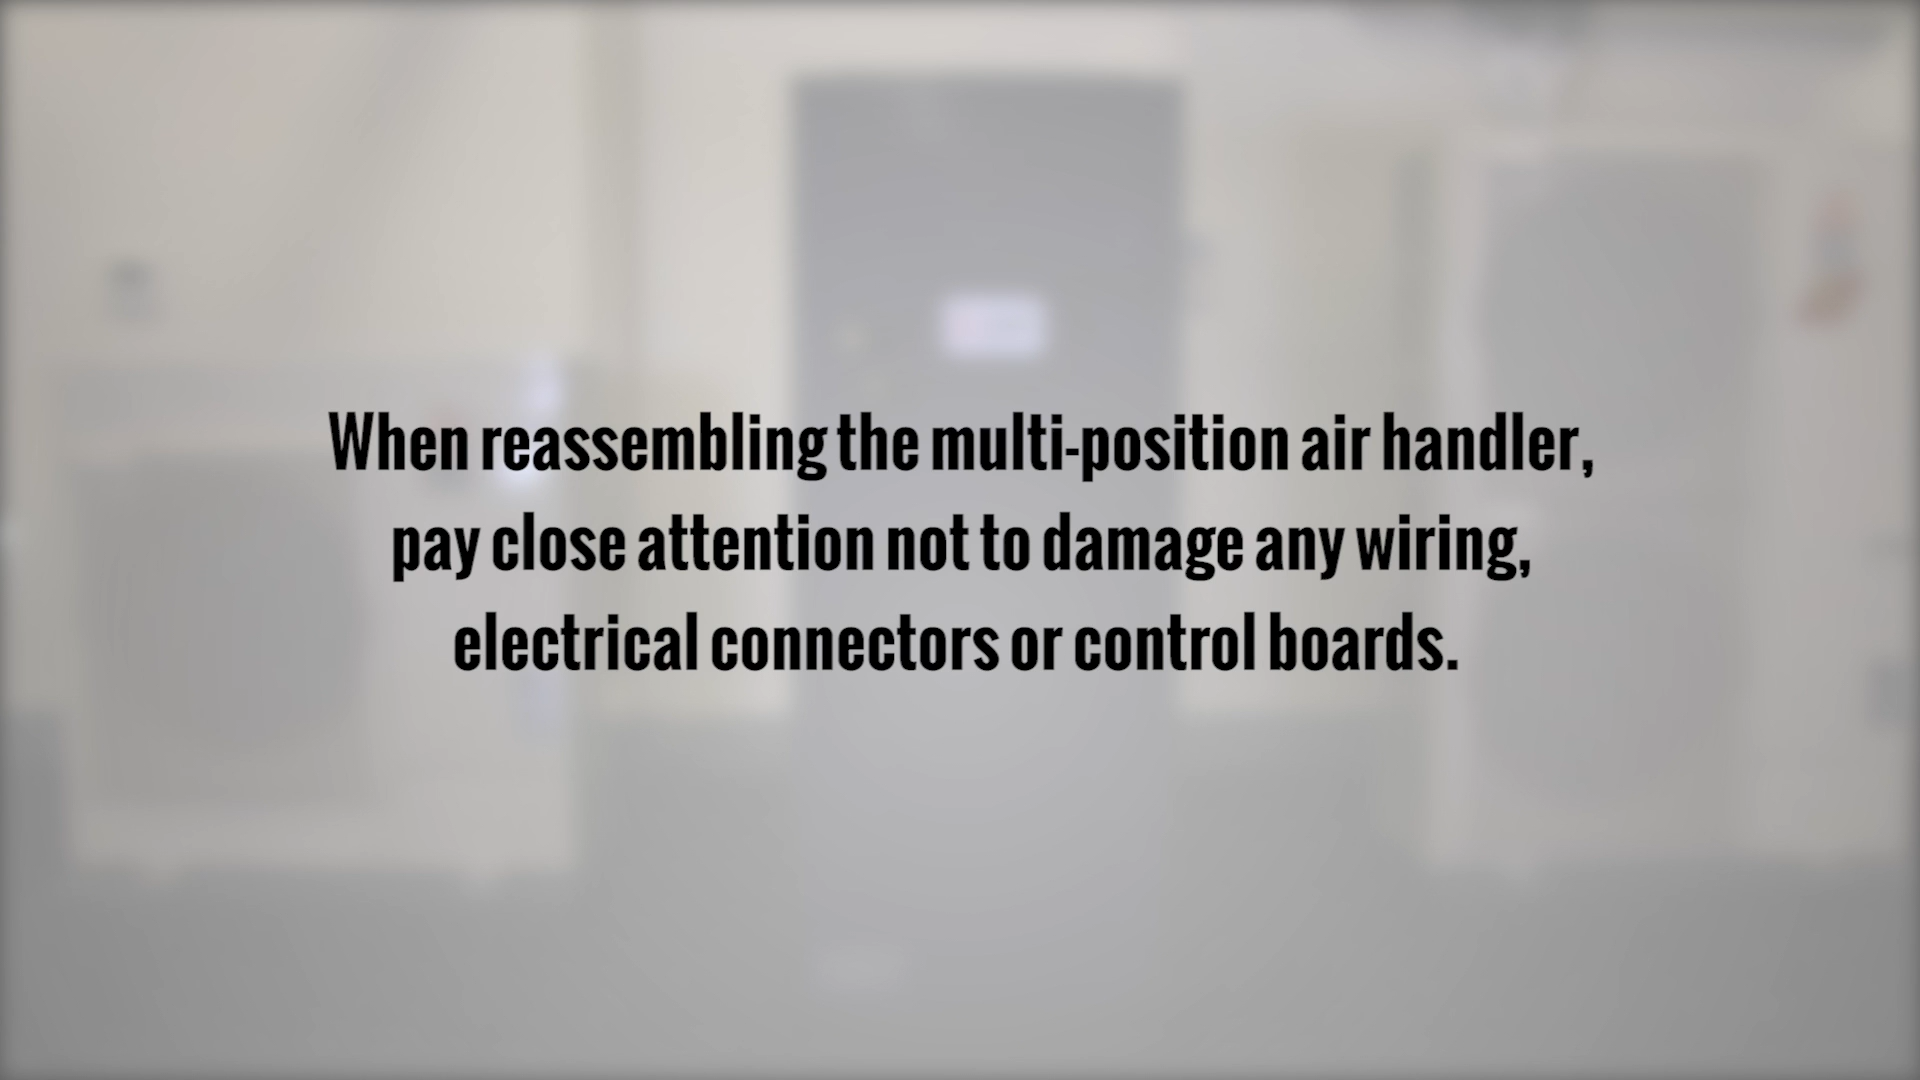 When reassembling the multi-position air handler,
pay close attention not to damage any wiring,
electrical connectors or control boards.